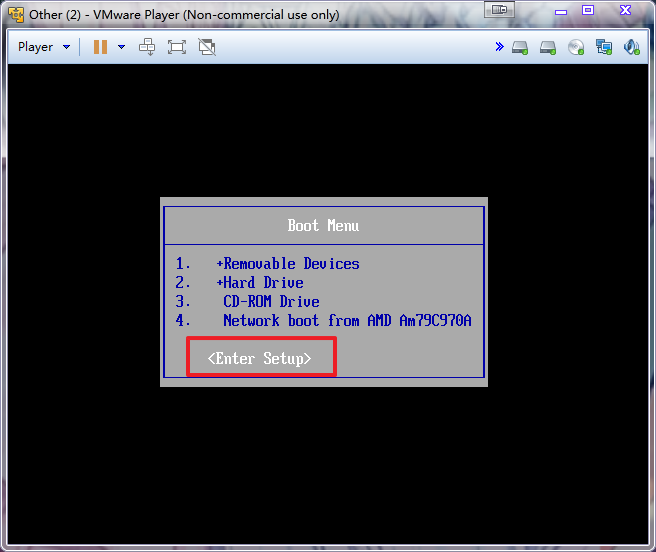 Other (2) - VMware Player (Non-commercial use only)
Player
Boot Menu
1. +Removable Devices
2. +Hard Drive
3. CD-ROM Drive
4. Network boot from AMD Am79C970A
<Enter Setup>